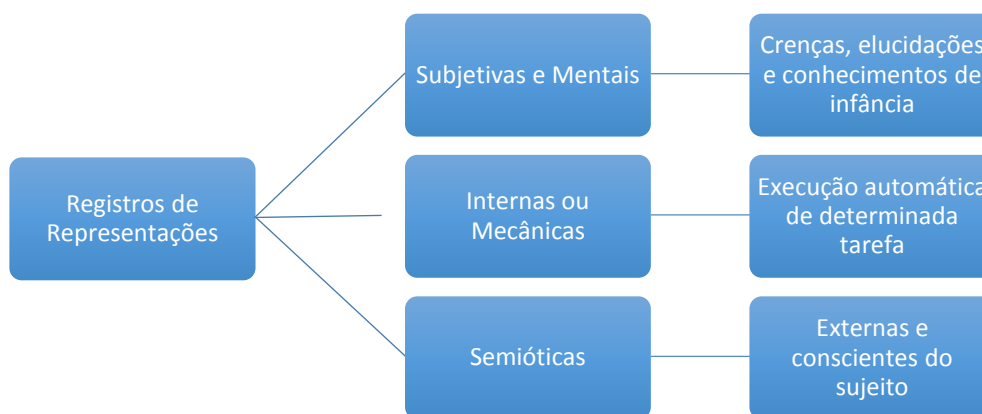 Registros de
Representações
Subjetivas e Mentais
Crenças, elucidações
e conhecimentos de
infância
Internas ou
Mecânicas
Execução automática
de determinada
tarefa
Semióticas
Externas e
conscientes do
sujeito